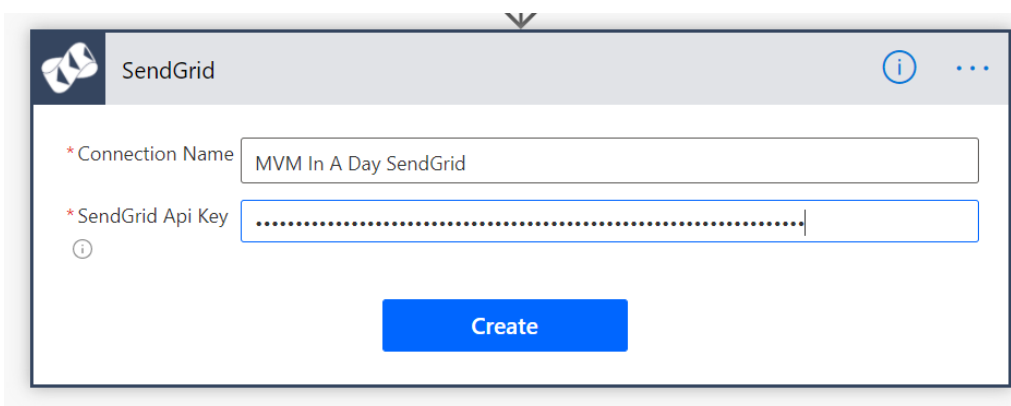 SendGrid
* Connection Name
MVM In A Day SendGrid
* SendGrid Api Key
•••••••••••••••••••••••••••••••••••••••••••••••••••••••••••••••••••••
Create